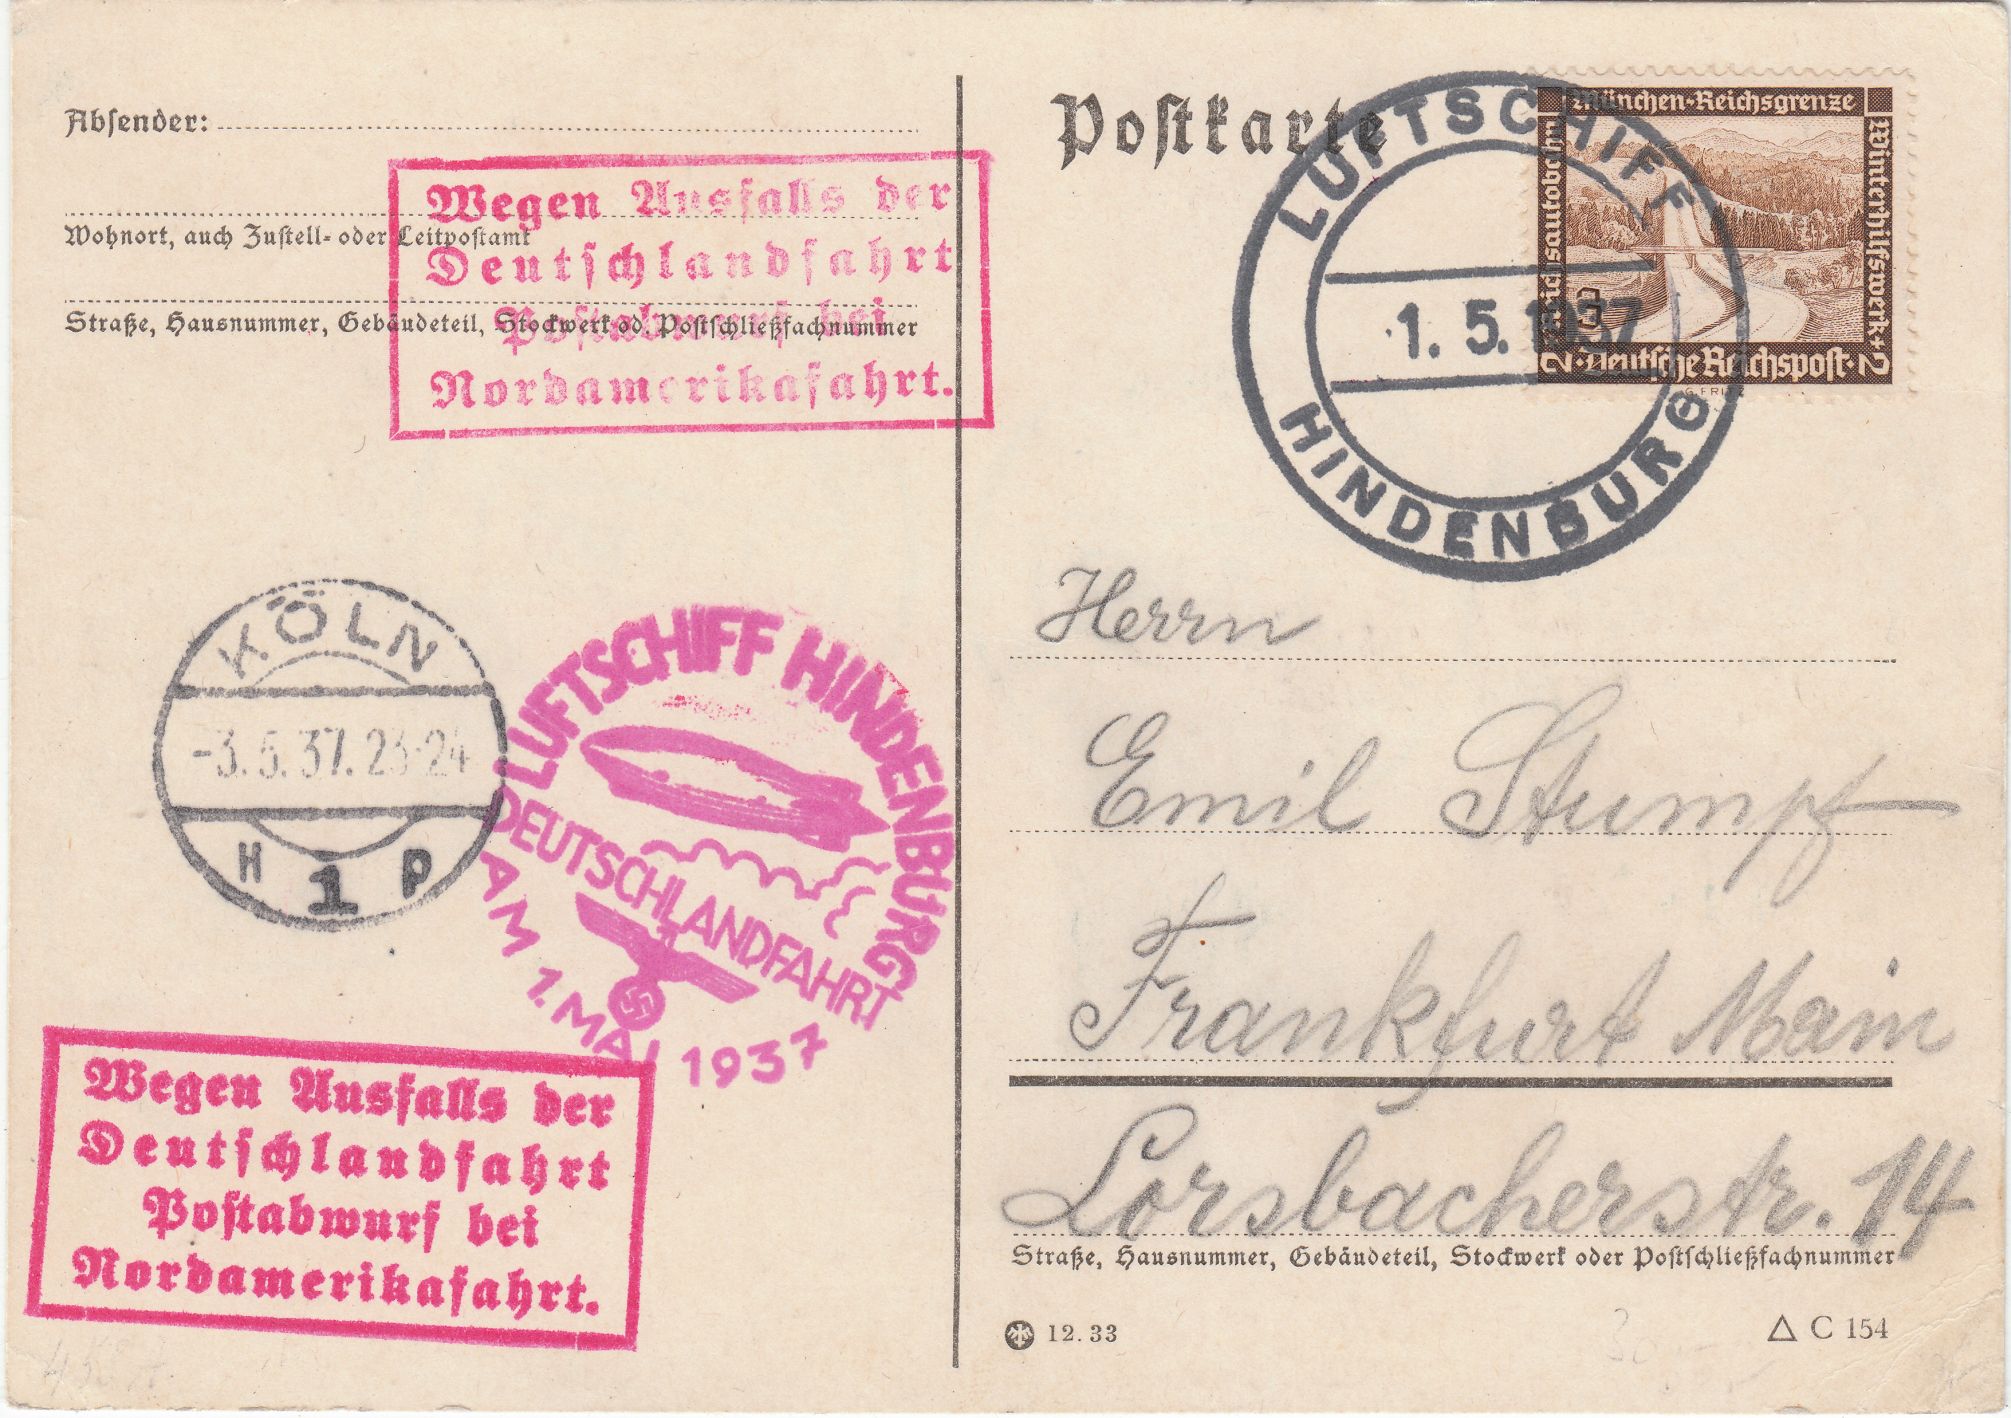 Absender:
Wohnort, auch Zustell- oder Leitpostamt
Straße, Hausnummer, Gebäudeteil, Stockwerk od. Postschließfachnummer
Wegen Ausfalls der
Deutschlandfahrt
Postabwurf bei
Nordamerikafahrt.
Postkarte
LUFTSCHIFF
1. 5. 1937
HINDENBURG
München-Reichsgrenze
Reichsautobahn
Winterhilfswerk
3 + 2
Deutsche Reichspost
2
KÖLN
-3.5.37.23-24
H 1 P
LUFTSCHIFF HINDENBURG
DEUTSCHLANDFAHRT
AM 1. MAI 1937
Wegen Ausfalls der
Deutschlandfahrt
Postabwurf bei
Nordamerikafahrt.
Herrn
Emil Stumpf
Frankfurt Main
Lorsbacherstr. 14
Straße, Hausnummer, Gebäudeteil, Stockwerk oder Postschließfachnummer
12. 33
C 154